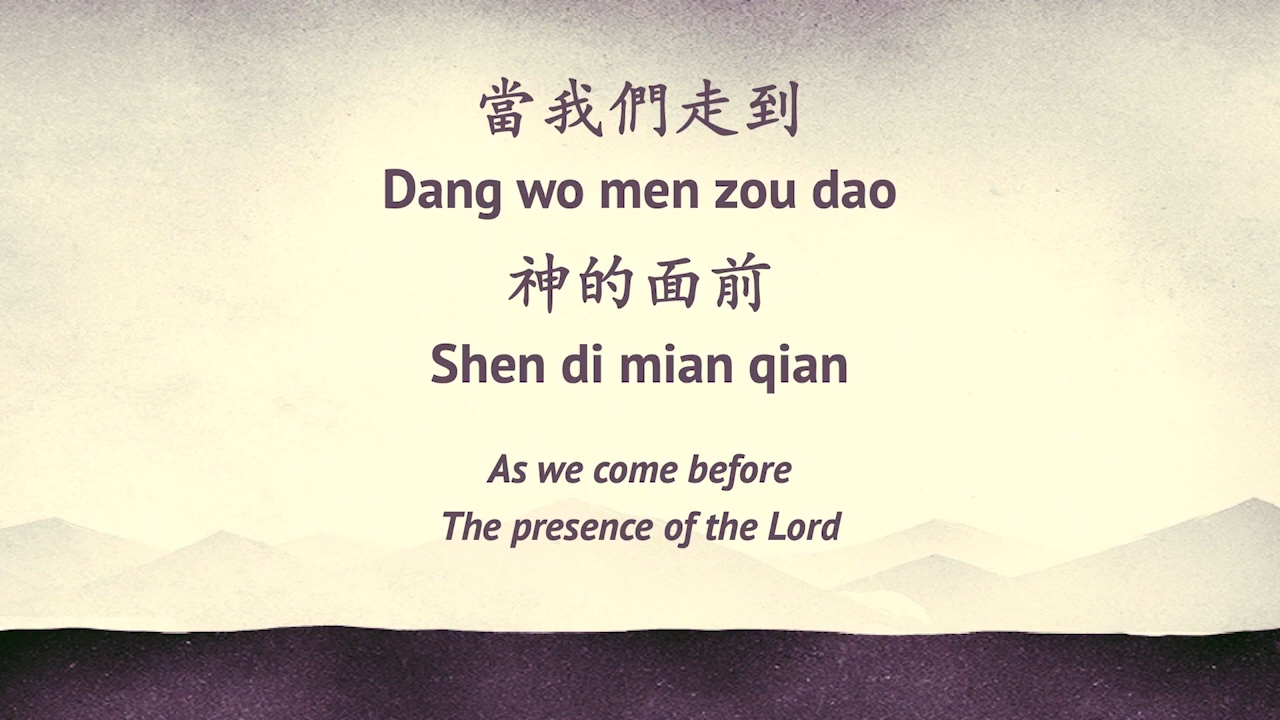 當我們走到
Dang wo men zou dao
神的面前
Shen di mian qian
As we come before
The presence of the Lord